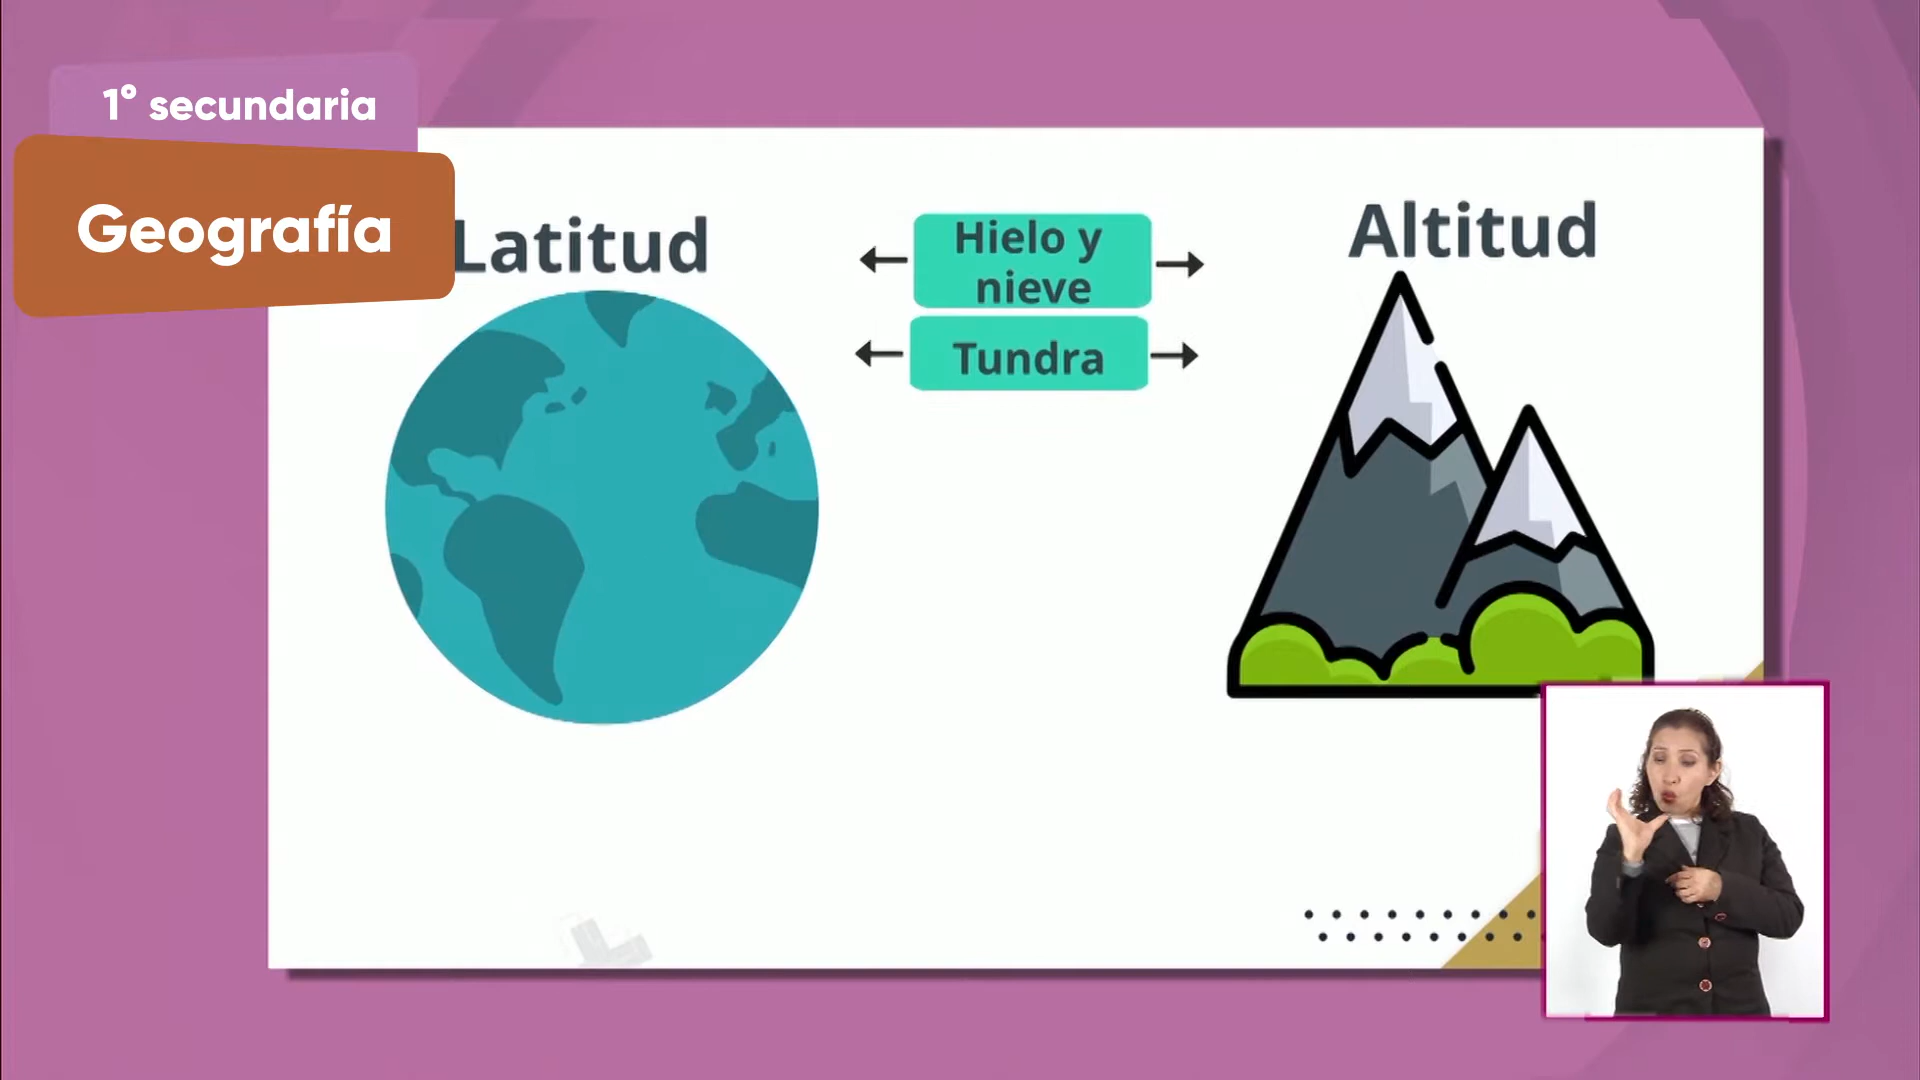 1° secundaria
Geografía
Latitud
Hielo y
nieve
Tundra
Altitud